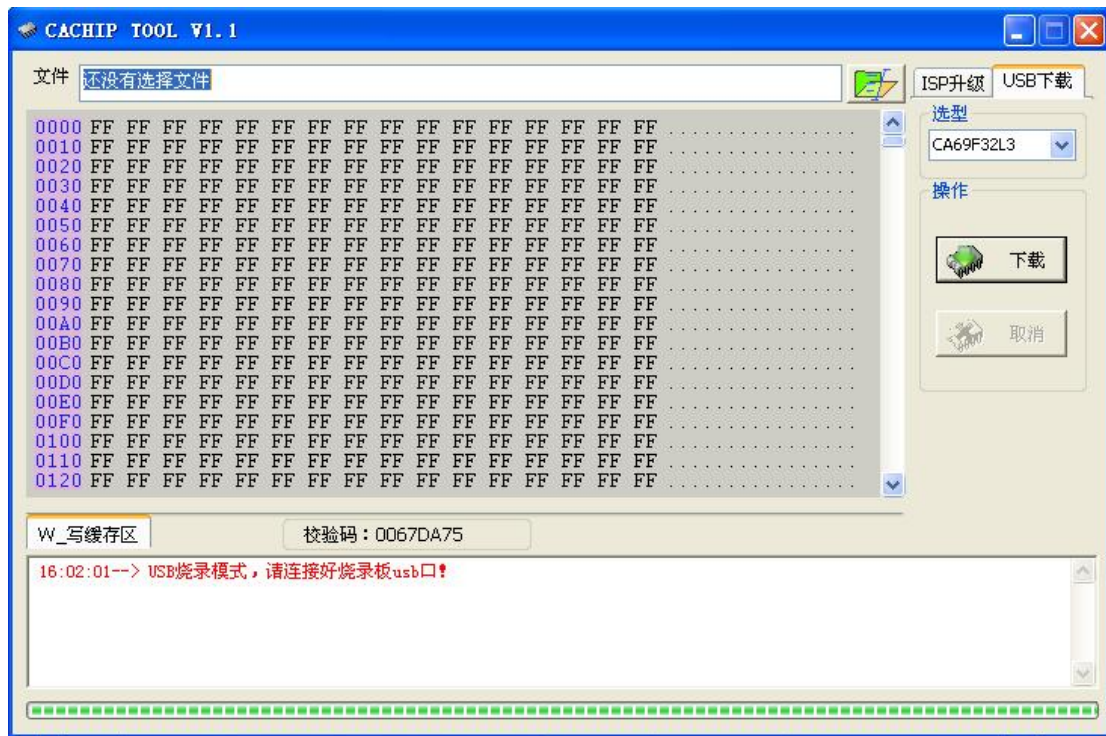 CACHIP TOOL V1.1
文件 还没有选择文件
ISP升级 USB下载
选型
CA69F32L3
操作
下载
取消
0000 FF FF FF FF FF FF FF FF FF FF FF FF FF FF FF FF ................
0010 FF FF FF FF FF FF FF FF FF FF FF FF FF FF FF FF ................
0020 FF FF FF FF FF FF FF FF FF FF FF FF FF FF FF FF ................
0030 FF FF FF FF FF FF FF FF FF FF FF FF FF FF FF FF ................
0040 FF FF FF FF FF FF FF FF FF FF FF FF FF FF FF FF ................
0050 FF FF FF FF FF FF FF FF FF FF FF FF FF FF FF FF ................
0060 FF FF FF FF FF FF FF FF FF FF FF FF FF FF FF FF ................
0070 FF FF FF FF FF FF FF FF FF FF FF FF FF FF FF FF ................
0080 FF FF FF FF FF FF FF FF FF FF FF FF FF FF FF FF ................
0090 FF FF FF FF FF FF FF FF FF FF FF FF FF FF FF FF ................
00A0 FF FF FF FF FF FF FF FF FF FF FF FF FF FF FF FF ................
00B0 FF FF FF FF FF FF FF FF FF FF FF FF FF FF FF FF ................
00C0 FF FF FF FF FF FF FF FF FF FF FF FF FF FF FF FF ................
00D0 FF FF FF FF FF FF FF FF FF FF FF FF FF FF FF FF ................
00E0 FF FF FF FF FF FF FF FF FF FF FF FF FF FF FF FF ................
00F0 FF FF FF FF FF FF FF FF FF FF FF FF FF FF FF FF ................
0100 FF FF FF FF FF FF FF FF FF FF FF FF FF FF FF FF ................
0110 FF FF FF FF FF FF FF FF FF FF FF FF FF FF FF FF ................
0120 FF FF FF FF FF FF FF FF FF FF FF FF FF FF FF FF ................
W_写缓存区 校验码：0067DA75
16:02:01--> USB烧录模式，请连接好烧录板usb口！